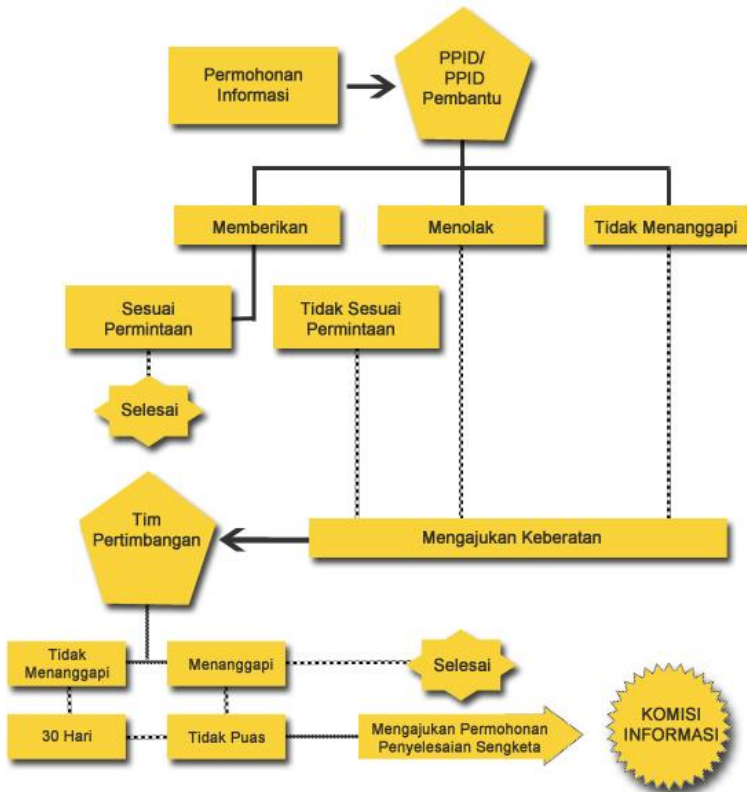 Permohonan
Informasi
PPID/
PPID
Pembantu
Memberikan
Menolak
Tidak Menanggapi
Sesuai
Permintaan
Tidak Sesuai
Permintaan
Selesai
Tim
Pertimbangan
Mengajukan Keberatan
Tidak
Menanggapi
Menanggapi
Selesai
30 Hari
Tidak Puas
Mengajukan Permohonan
Penyelesaian Sengketa
KOMISI
INFORMASI